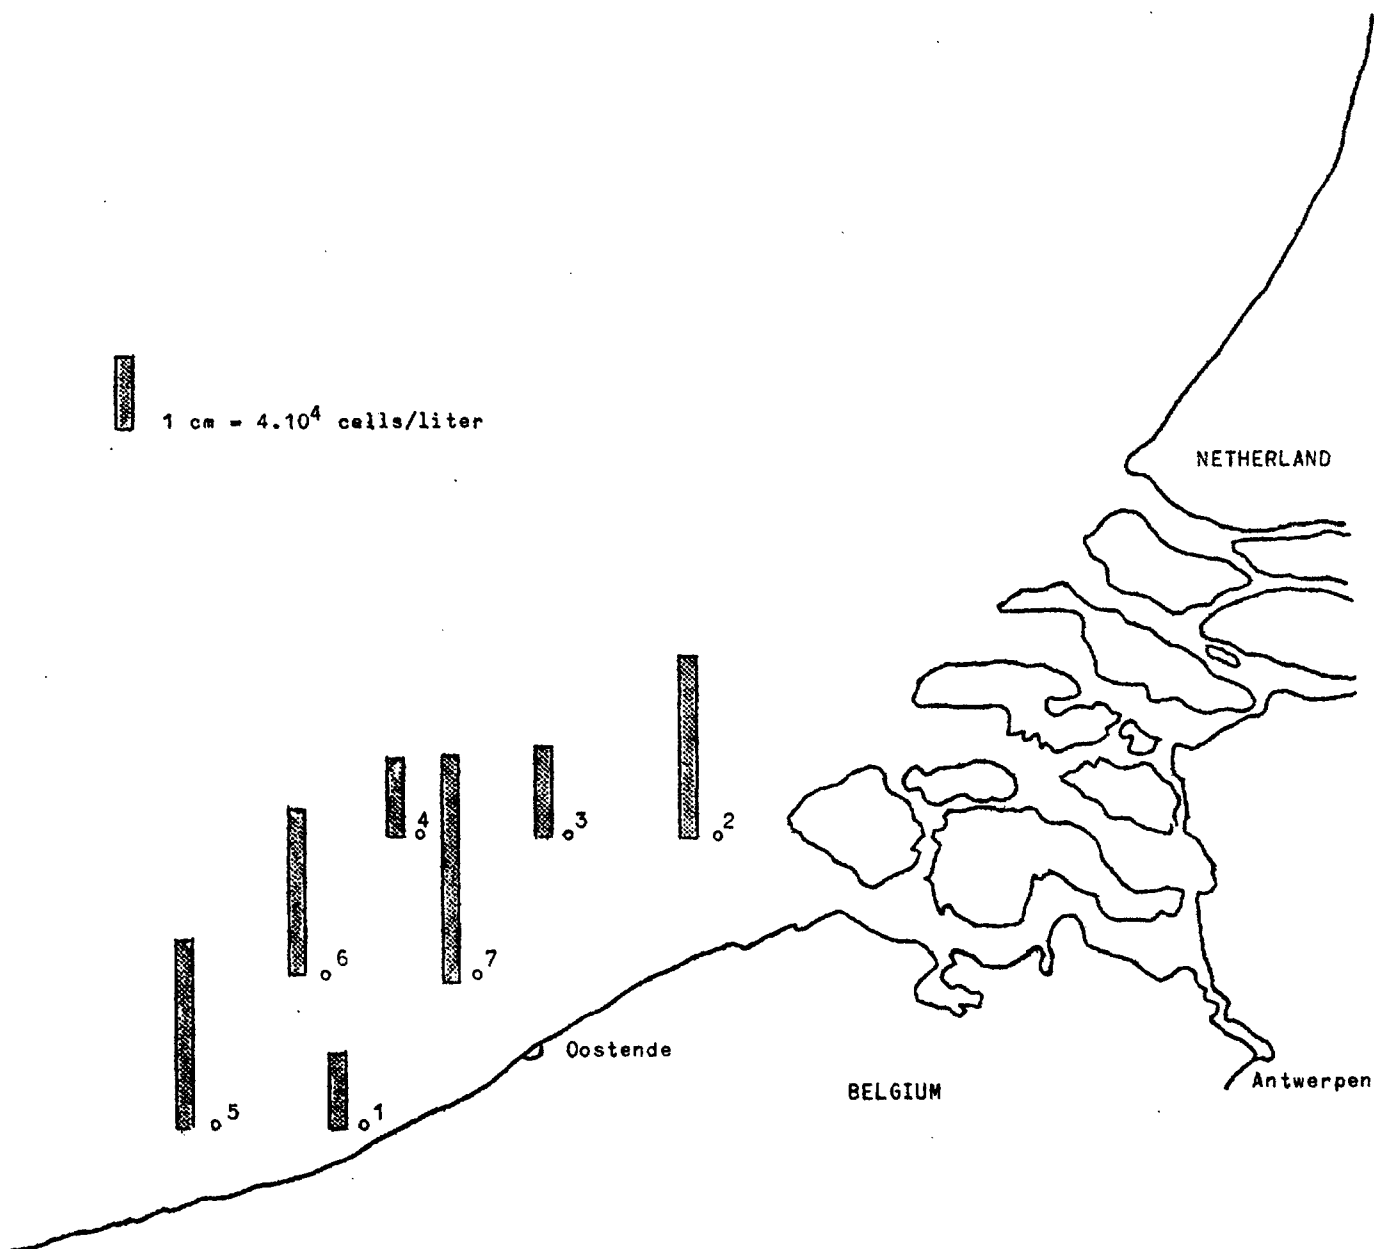 1 cm = 4.10⁴ cells/liter
NETHERLAND
4
3
2
6
7
Oostende
BELGIUM
Antwerpen
5
1